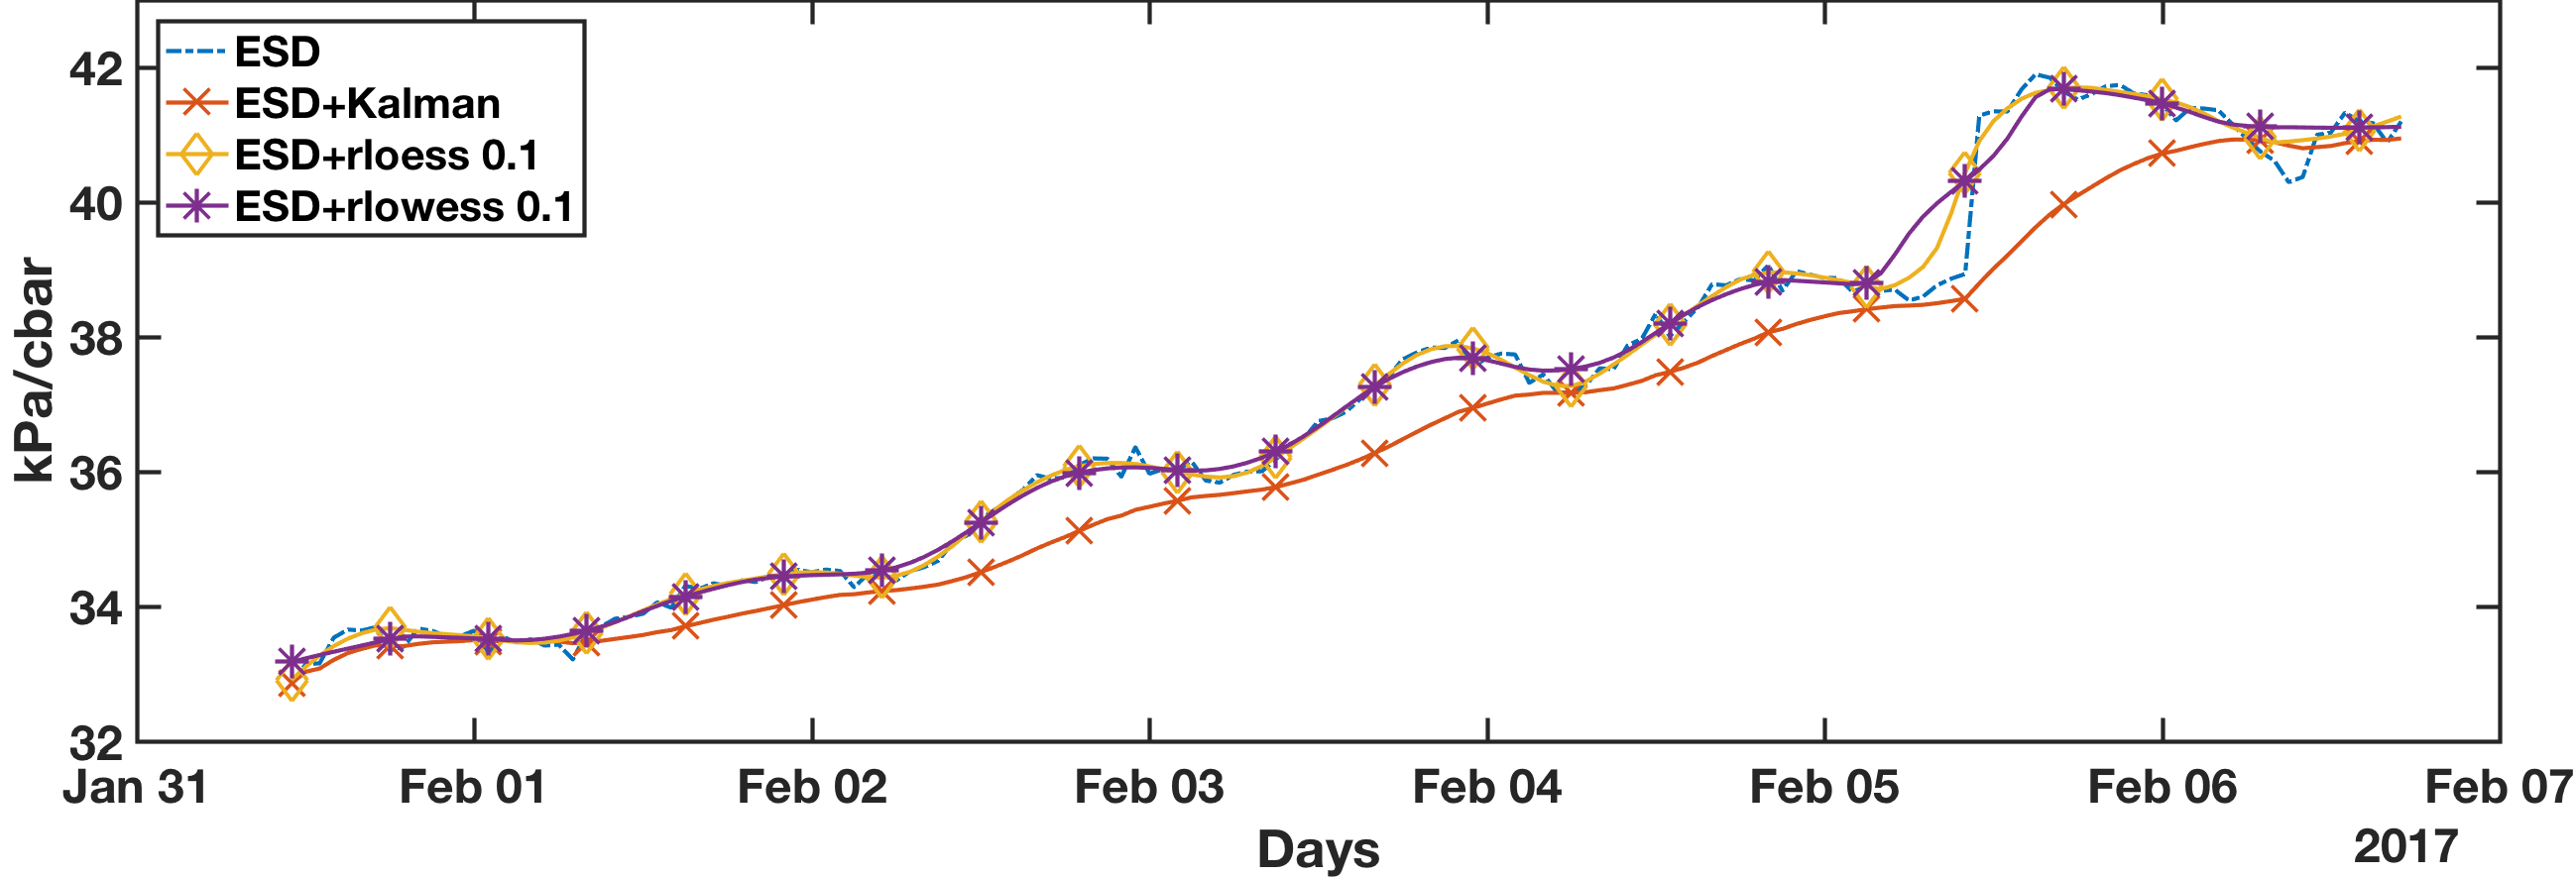 ESD
ESD+Kalman
ESD+rloess 0.1
ESD+rlowess 0.1
kPa/cbar
42
40
38
36
34
32
Jan 31 Feb 01 Feb 02 Feb 03 Feb 04 Feb 05 Feb 06 Feb 07
Days
2017